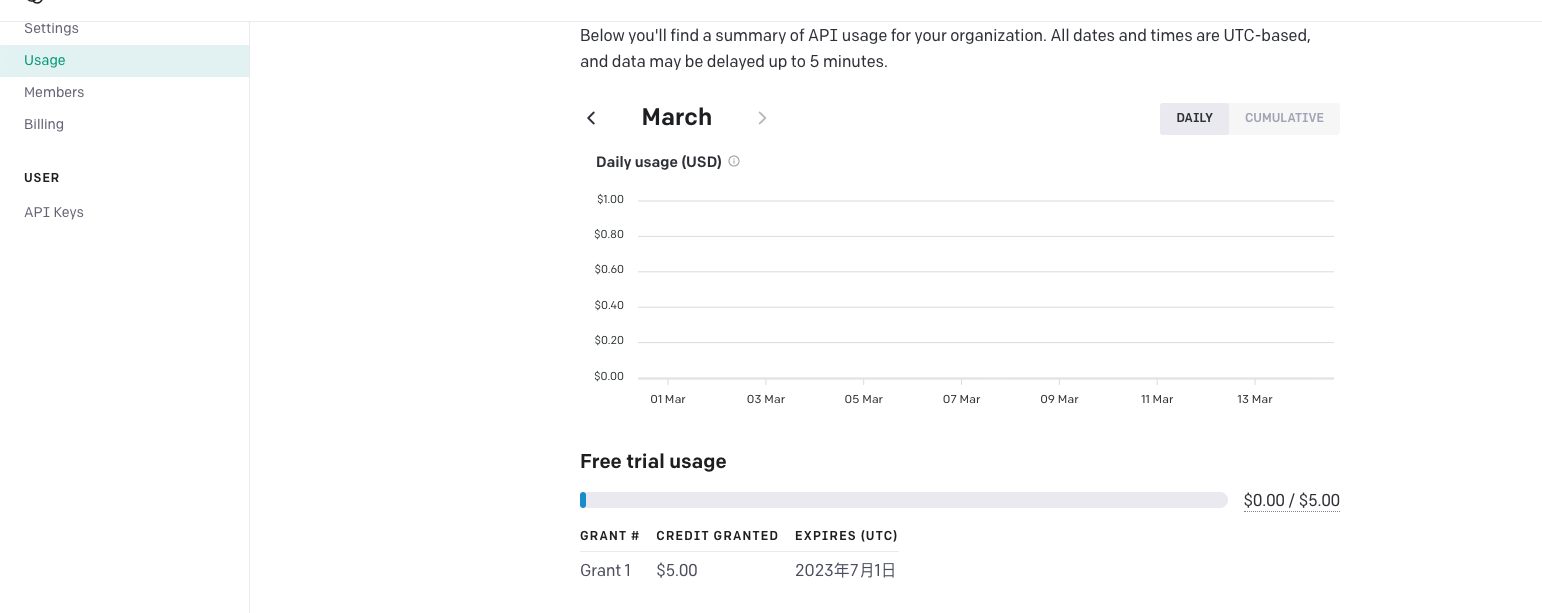 Settings
Usage
Members
Billing
USER
API Keys
Below you'll find a summary of API usage for your organization. All dates and times are UTC-based,
and data may be delayed up to 5 minutes.
March
DAILY CUMULATIVE
Daily usage (USD)
$1.00
$0.80
$0.60
$0.40
$0.20
$0.00
01 Mar 03 Mar 05 Mar 07 Mar 09 Mar 11 Mar 13 Mar
Free trial usage
$0.00 / $5.00
GRANT # CREDIT GRANTED EXPIRES (UTC)
Grant 1 $5.00 2023年7月1日